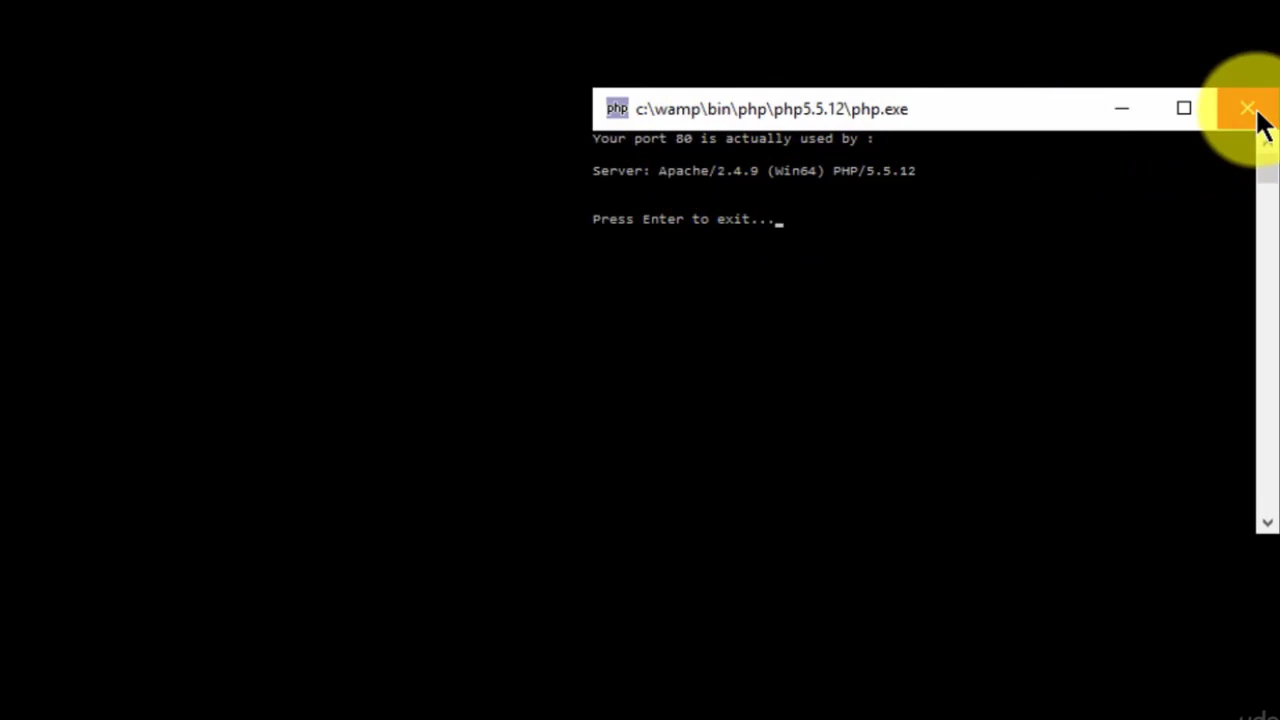 php c:\wamp\bin\php\php5.5.12\php.exe
Your port 80 is actually used by :
Server: Apache/2.4.9 (Win64) PHP/5.5.12
Press Enter to exit..._